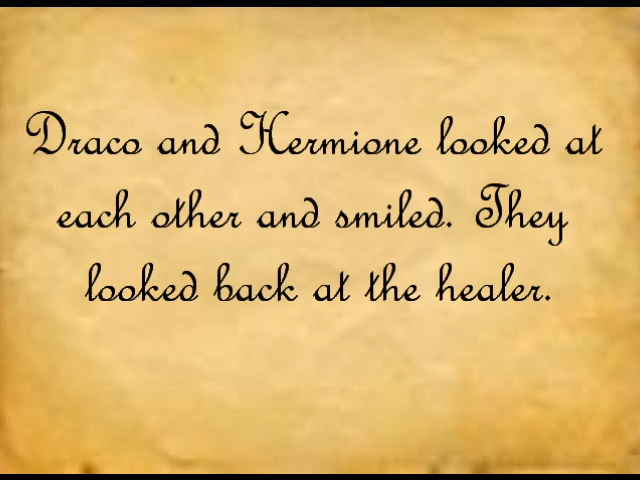 Draco and Hermione looked at
each other and smiled. They
looked back at the healer.